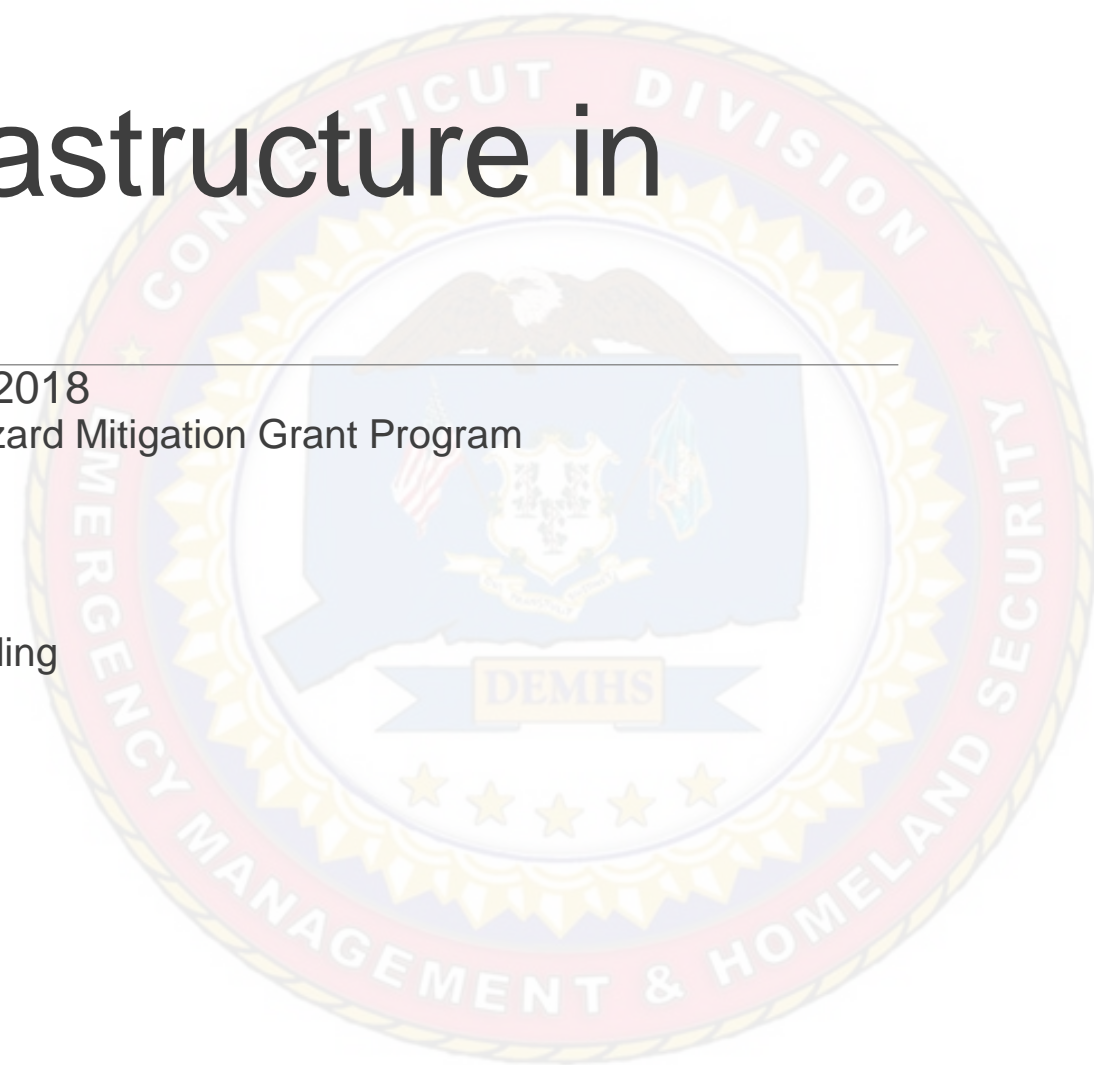 astructure in
2018
zard Mitigation Grant Program
ling
CONNECTICUT DIVISION
EMERGENCY MANAGEMENT & HOMELAND SECURITY
DEMHS